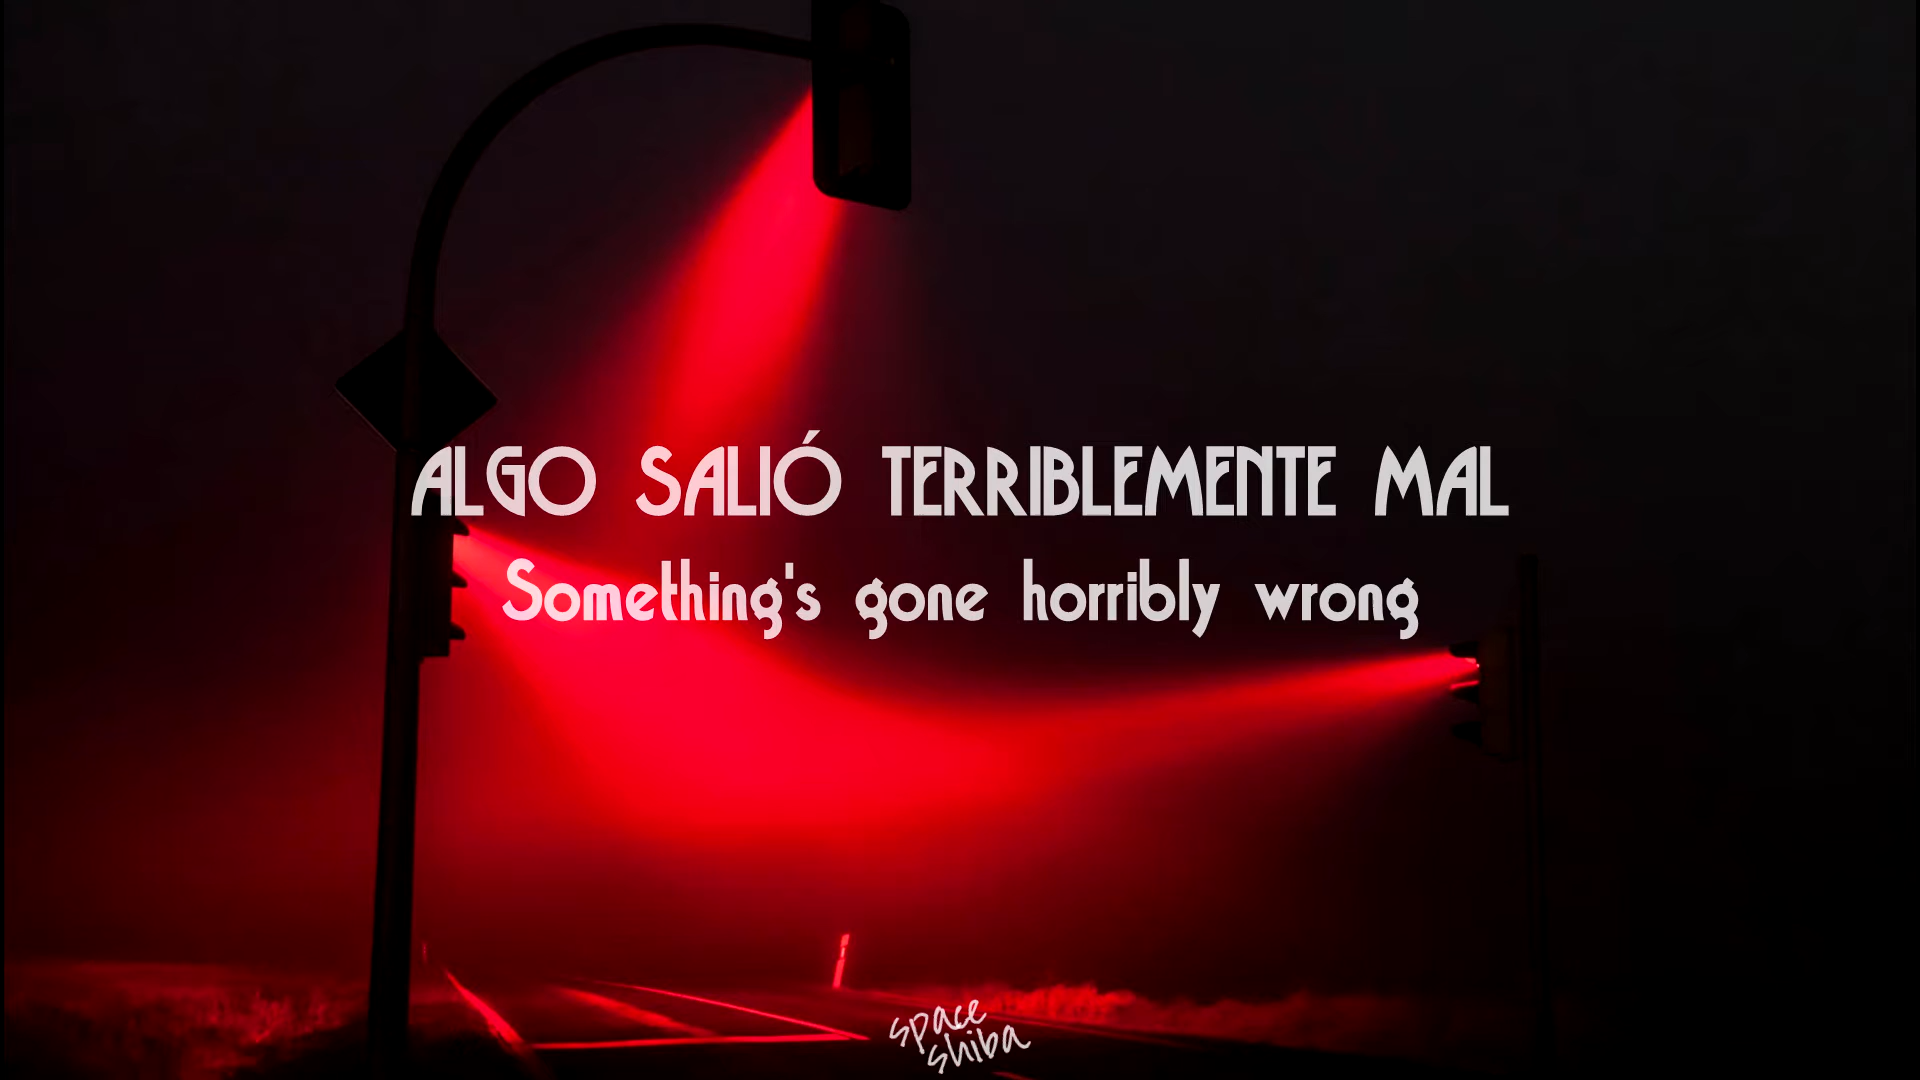 ALGO SALIÓ TERRIBLEMENTE MAL
Something's gone horribly wrong
space
shiba